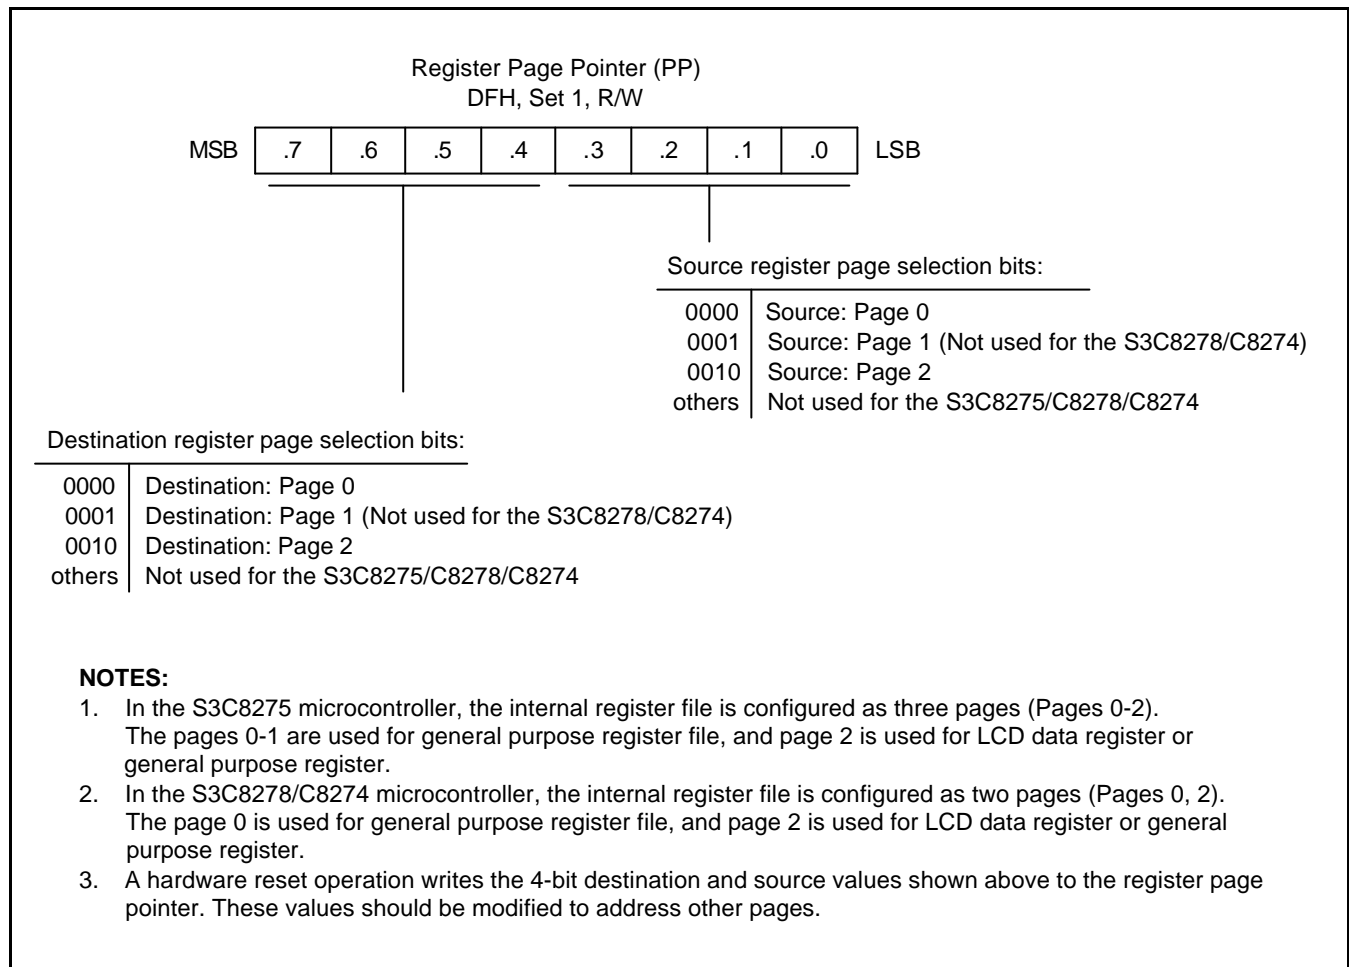 Register Page Pointer (PP)
DFH, Set 1, R/W
MSB .7 .6 .5 .4 .3 .2 .1 .0 LSB
Source register page selection bits:
0000 Source: Page 0
0001 Source: Page 1 (Not used for the S3C8278/C8274)
0010 Source: Page 2
others Not used for the S3C8275/C8278/C8274
Destination register page selection bits:
0000 Destination: Page 0
0001 Destination: Page 1 (Not used for the S3C8278/C8274)
0010 Destination: Page 2
others Not used for the S3C8275/C8278/C8274
NOTES:
1. In the S3C8275 microcontroller, the internal register file is configured as three pages (Pages 0-2).
The pages 0-1 are used for general purpose register file, and page 2 is used for LCD data register or
general purpose register.
2. In the S3C8278/C8274 microcontroller, the internal register file is configured as two pages (Pages 0, 2).
The page 0 is used for general purpose register file, and page 2 is used for LCD data register or general
purpose register.
3. A hardware reset operation writes the 4-bit destination and source values shown above to the register page
pointer. These values should be modified to address other pages.